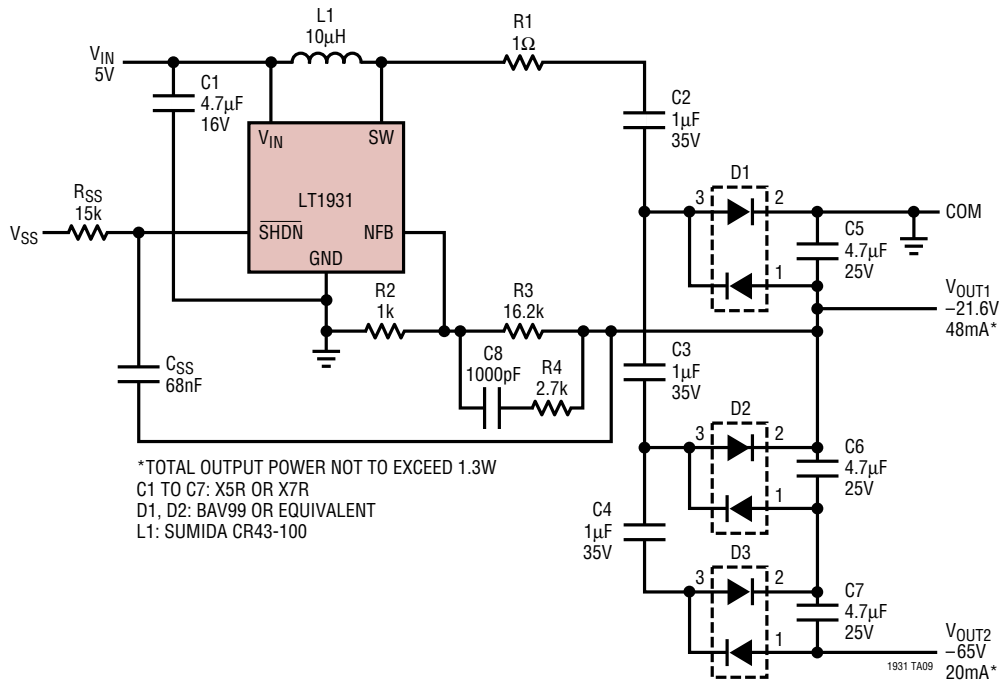 L1
10µH
R1
1Ω
VIN
5V
C1
4.7µF
16V
C2
1µF
35V
VIN
SW
D1
LT1931
RSS
15k
3
2
COM
VSS
SHDN
NFB
C5
4.7µF
25V
GND
1
VOUT1
–21.6V
48mA*
R2
1k
R3
16.2k
C8
1000pF
R4
2.7k
C3
1µF
35V
CSS
68nF
D2
3
2
C6
4.7µF
25V
1
*TOTAL OUTPUT POWER NOT TO EXCEED 1.3W
C1 TO C7: X5R OR X7R
D1, D2: BAV99 OR EQUIVALENT
L1: SUMIDA CR43-100
C4
1µF
35V
D3
3
2
C7
4.7µF
25V
1
VOUT2
–65V
20mA*
1931 TA09